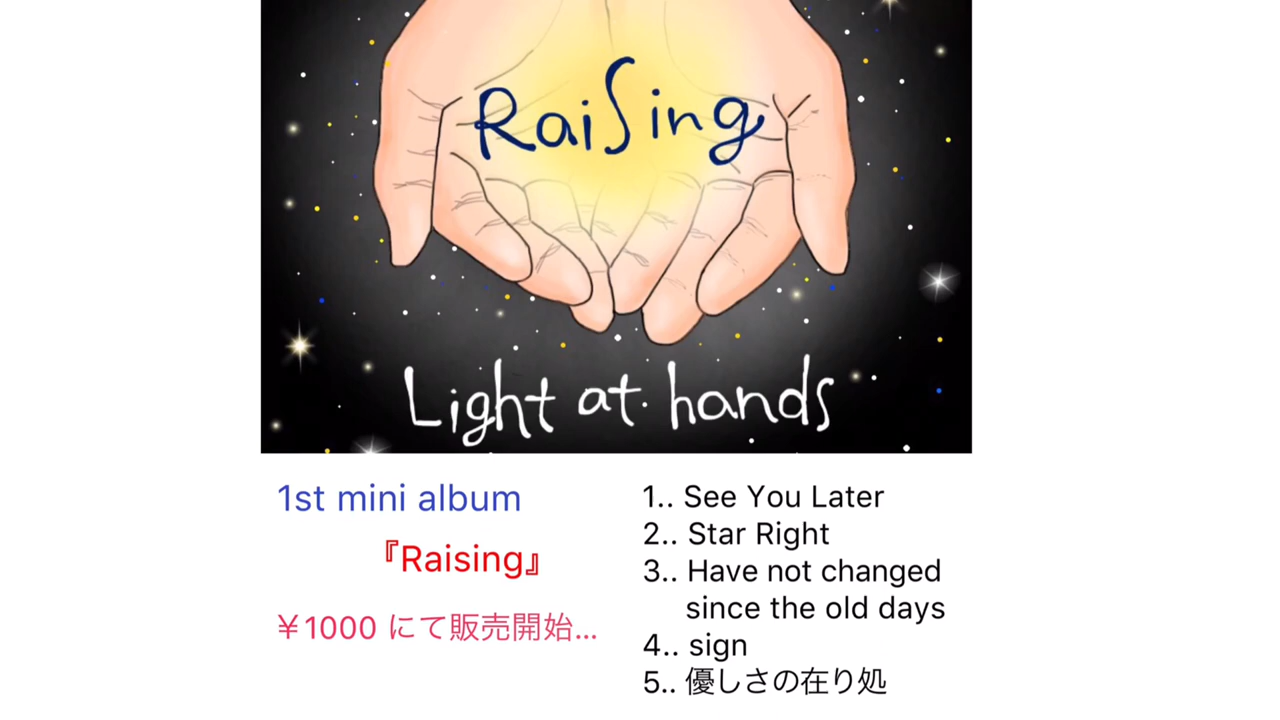 RaiSing
Light at hands
1st mini album
『Raising』
￥1000 にて販売開始...
1.. See You Later
2.. Star Right
3.. Have not changed
since the old days
4.. sign
5.. 優しさの在り処